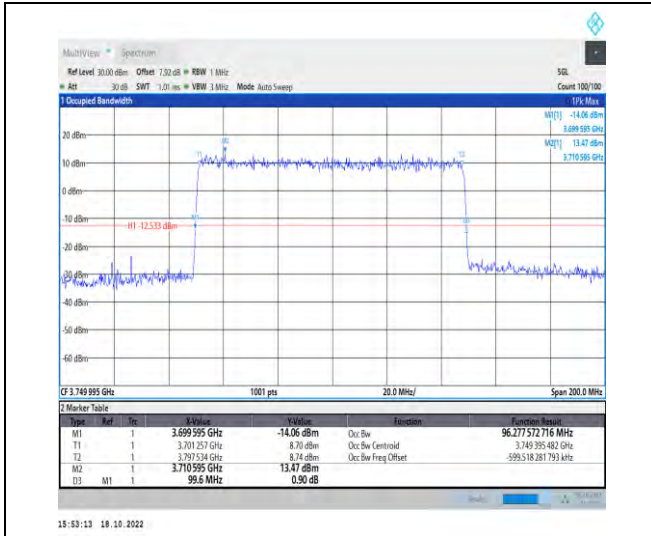 MultiView Spectrum
Ref Level 30.00 dBm Offset 7.92 dB RBW 1 MHz SGL
Att 30 dB SWT 1.01 ms VBW 3 MHz Mode Auto Sweep Count 100/100
1 Occupied Bandwidth 1Pk Max
M1[1] -14.06 dBm
3.699 595 GHz
M2[1] 13.47 dBm
3.710 595 GHz
20 dBm
M2
T1 T2
10 dBm
0 dBm
-10 dBm
M1
H1 -12.533 dBm
-30 dBm
-40 dBm
-50 dBm
-60 dBm
CF 3.749 995 GHz 1001 pts 20.0 MHz/ Span 200.0 MHz
2 Marker Table
Type Ref Trc X-Value Y-Value Function Function Result
M1 1 3.699 595 GHz -14.06 dBm Occ Bw 96.277 572 716 MHz
T1 1 3.701 257 GHz 8.70 dBm Occ Bw Centroid 3.749 395 482 GHz
T2 1 3.797 534 GHz 8.74 dBm Occ Bw Freq Offset -599.518 281 793 kHz
M2 1 3.710 595 GHz 13.47 dBm
D3 M1 1 99.6 MHz 0.90 dB
15:53:13 18.10.2022